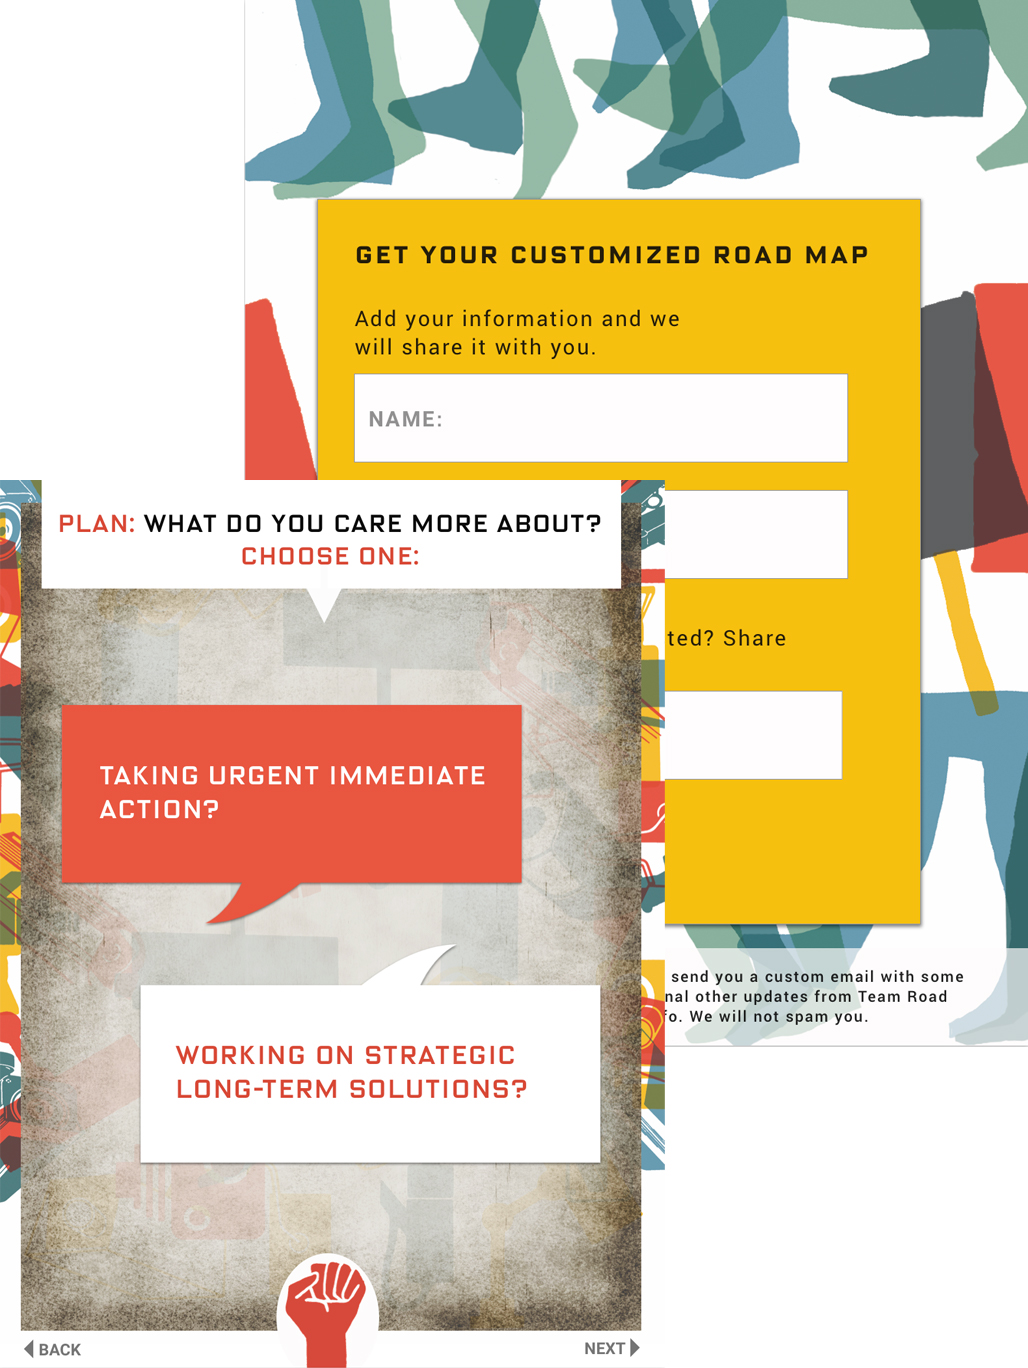 GET YOUR CUSTOMIZED ROAD MAP
Add your information and we
will share it with you.
NAME:
ted? Share
send you a custom email with some
nal other updates from Team Road
fo. We will not spam you.
PLAN: WHAT DO YOU CARE MORE ABOUT?
CHOOSE ONE:
TAKING URGENT IMMEDIATE
ACTION?
WORKING ON STRATEGIC
LONG-TERM SOLUTIONS?
BACK
NEXT